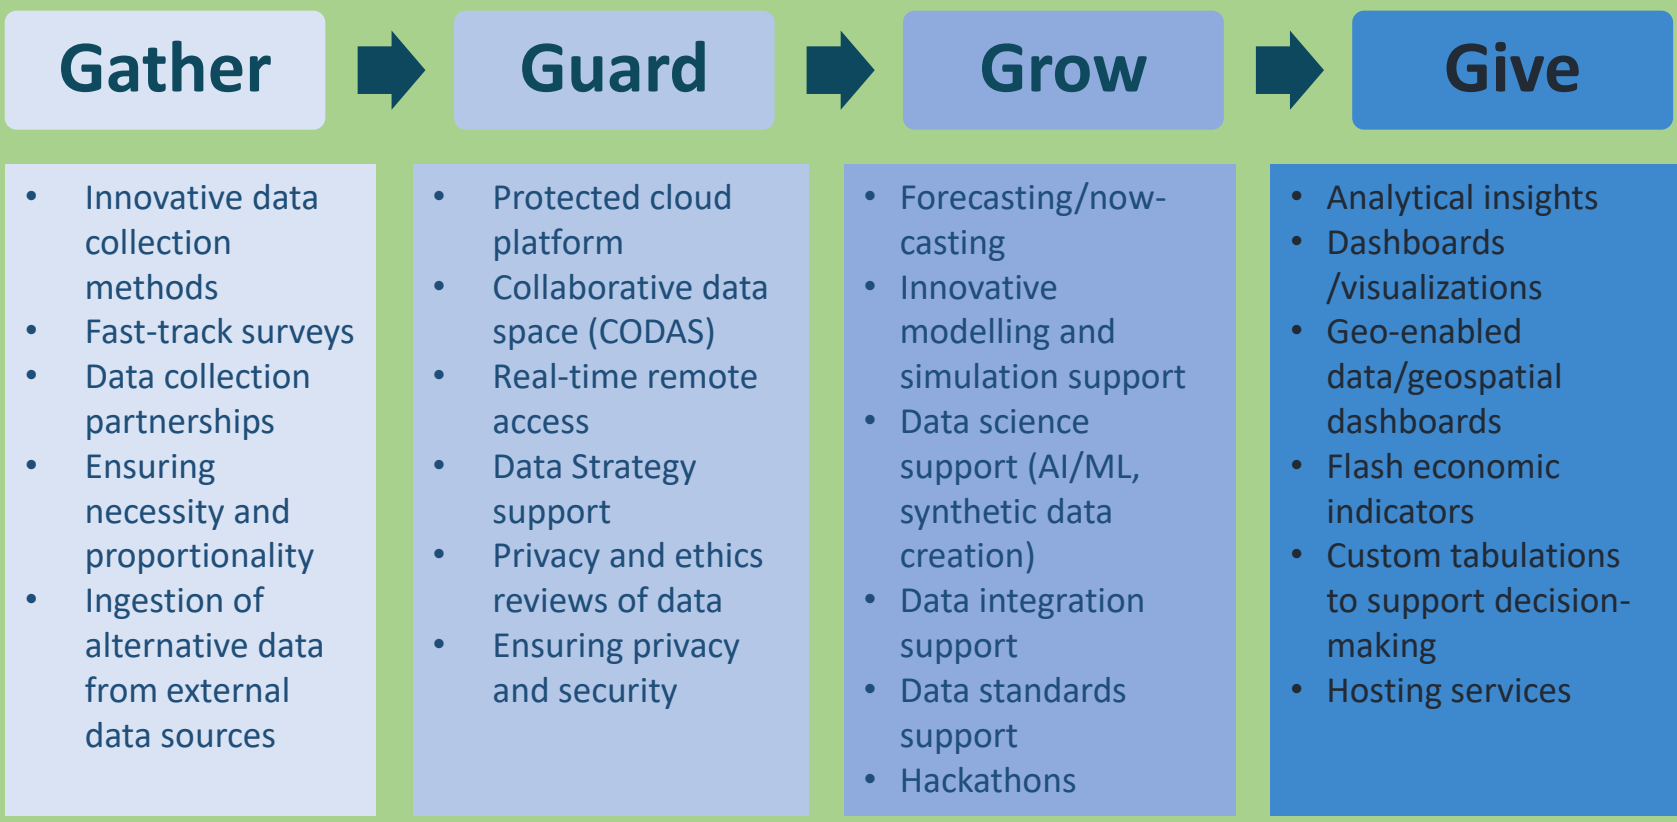 Gather
Guard
Grow
Give
• Innovative data
collection
methods
• Fast-track surveys
• Data collection
partnerships
• Ensuring
necessity and
proportionality
• Ingestion of
alternative data
from external
data sources
• Protected cloud
platform
• Collaborative data
space (CODAS)
• Real-time remote
access
• Data Strategy
support
• Privacy and ethics
reviews of data
• Ensuring privacy
and security
• Forecasting/now-
casting
• Innovative
modelling and
simulation support
• Data science
support (AI/ML,
synthetic data
creation)
• Data integration
support
• Data standards
support
• Hackathons
• Analytical insights
• Dashboards
/visualizations
• Geo-enabled
data/geospatial
dashboards
• Flash economic
indicators
• Custom tabulations
to support decision-
making
• Hosting services